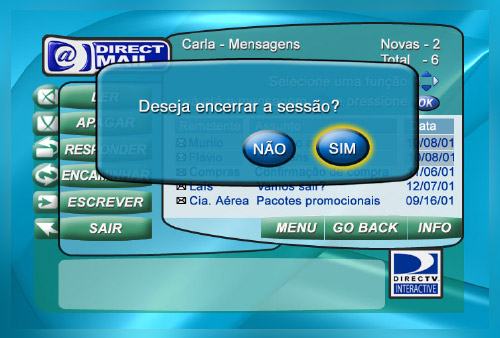 @ DIRECT MAIL
Carla - Mensagens
Novas - 2
Total - 6
Selecione uma função
pressione OK
Deseja encerrar a sessão?
NÃO
SIM
LER
APAGAR
RESPONDER
ENCAMINHAR
ESCREVER
SAIR
Remetente Assunto Data
Murilo /08/01
Flávio /08/01
Compras Confirmação de compra /06/01
Laís Vamos sair? 12/07/01
Cia. Aérea Pacotes promocionais 09/16/01
MENU GO BACK INFO
DIRECTV
INTERACTIVE